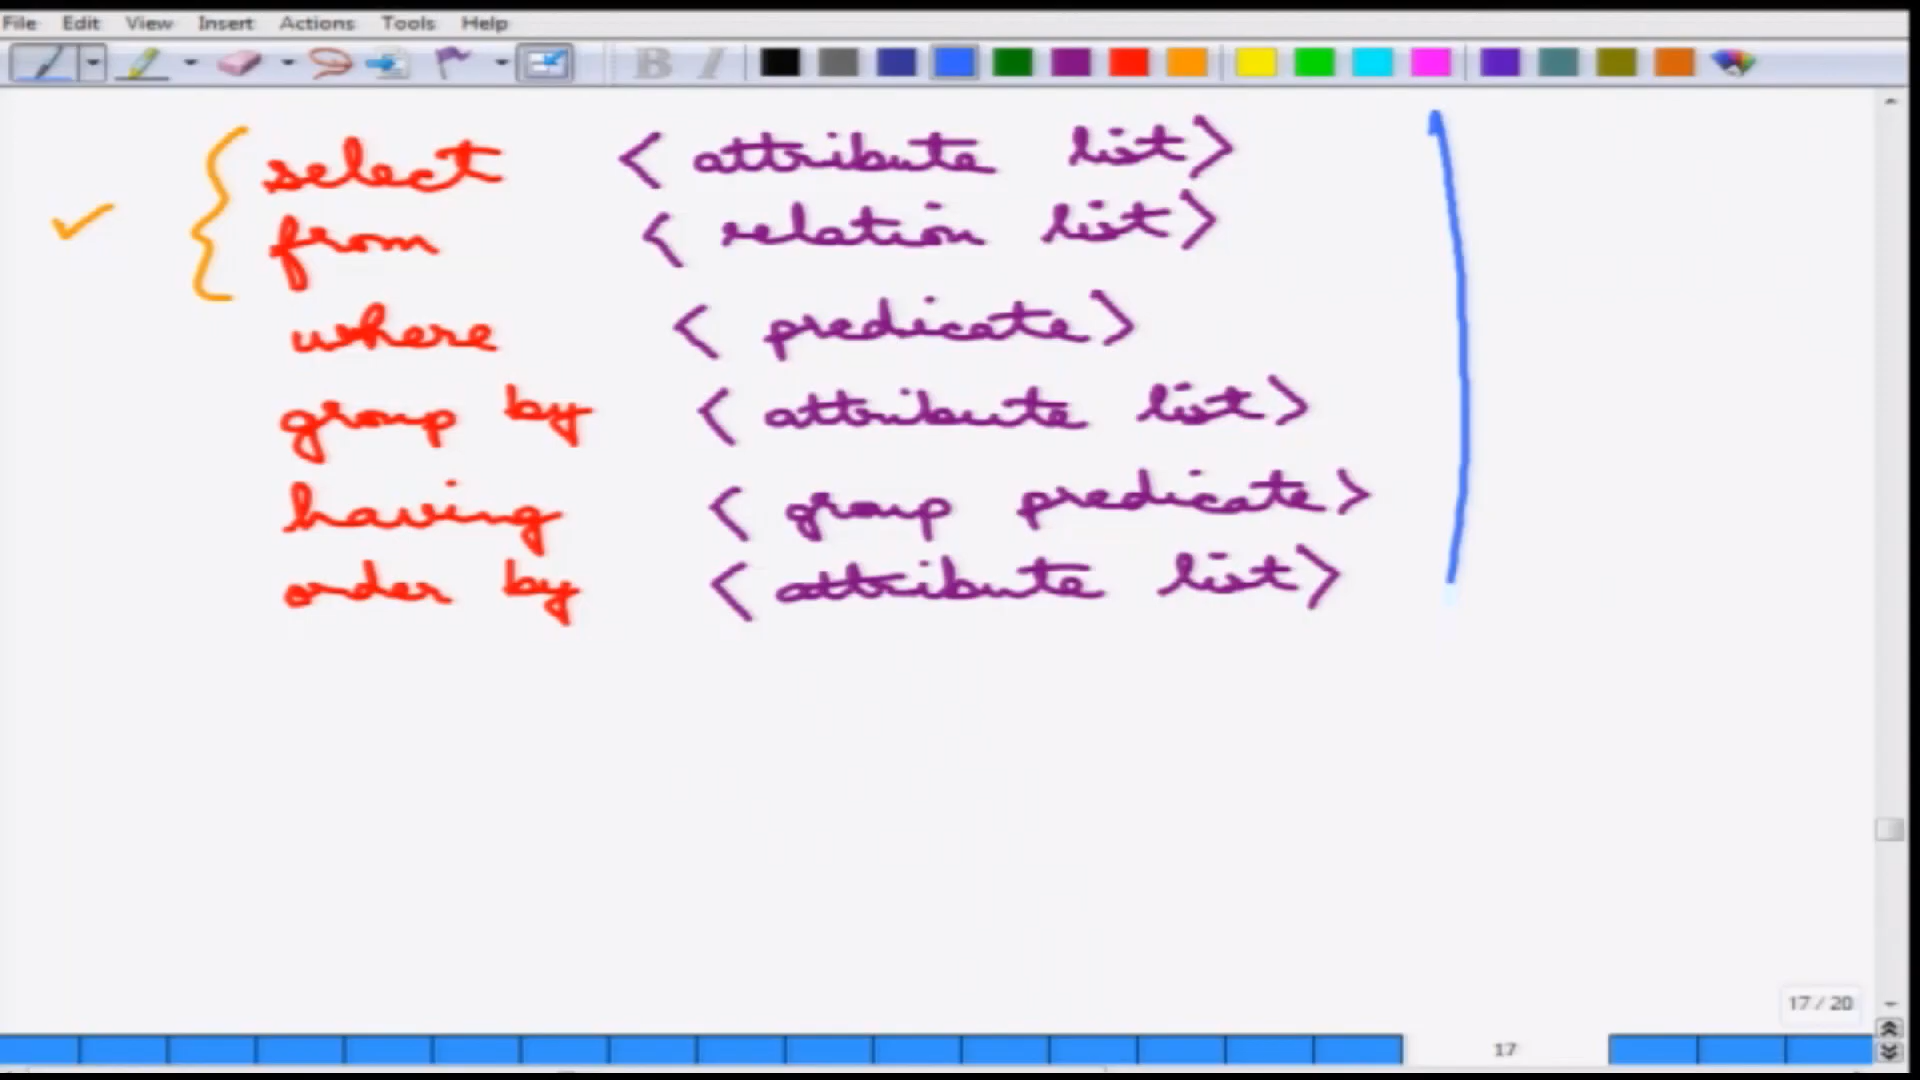 File Edit View Insert Actions Tools Help
B I
select < attribute list >
from < relation list >
where < predicate >
group by < attribute list >
having < group predicate >
order by < attribute list >
17 / 20
17